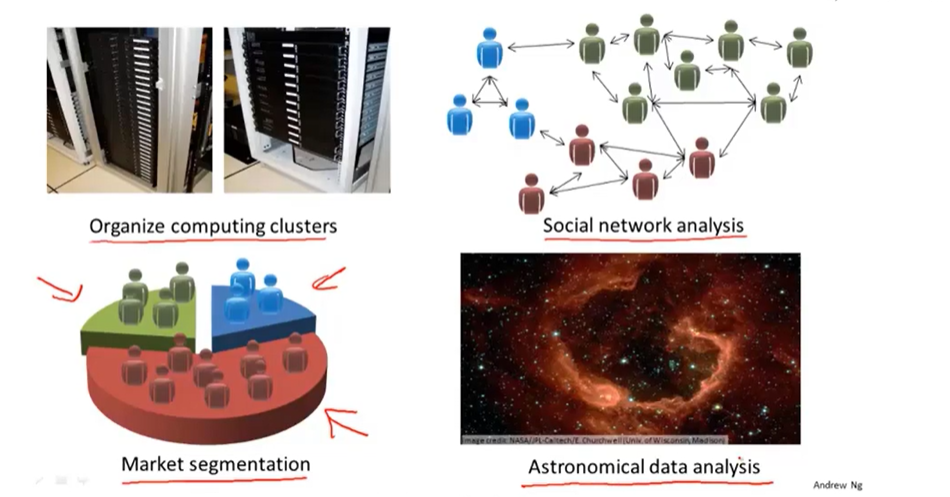 Organize computing clusters
Social network analysis
Image credit: NASA/JPL-Caltech/E. Churchwell (Univ. of Wisconsin, Madison)
Market segmentation
Astronomical data analysis
Andrew Ng